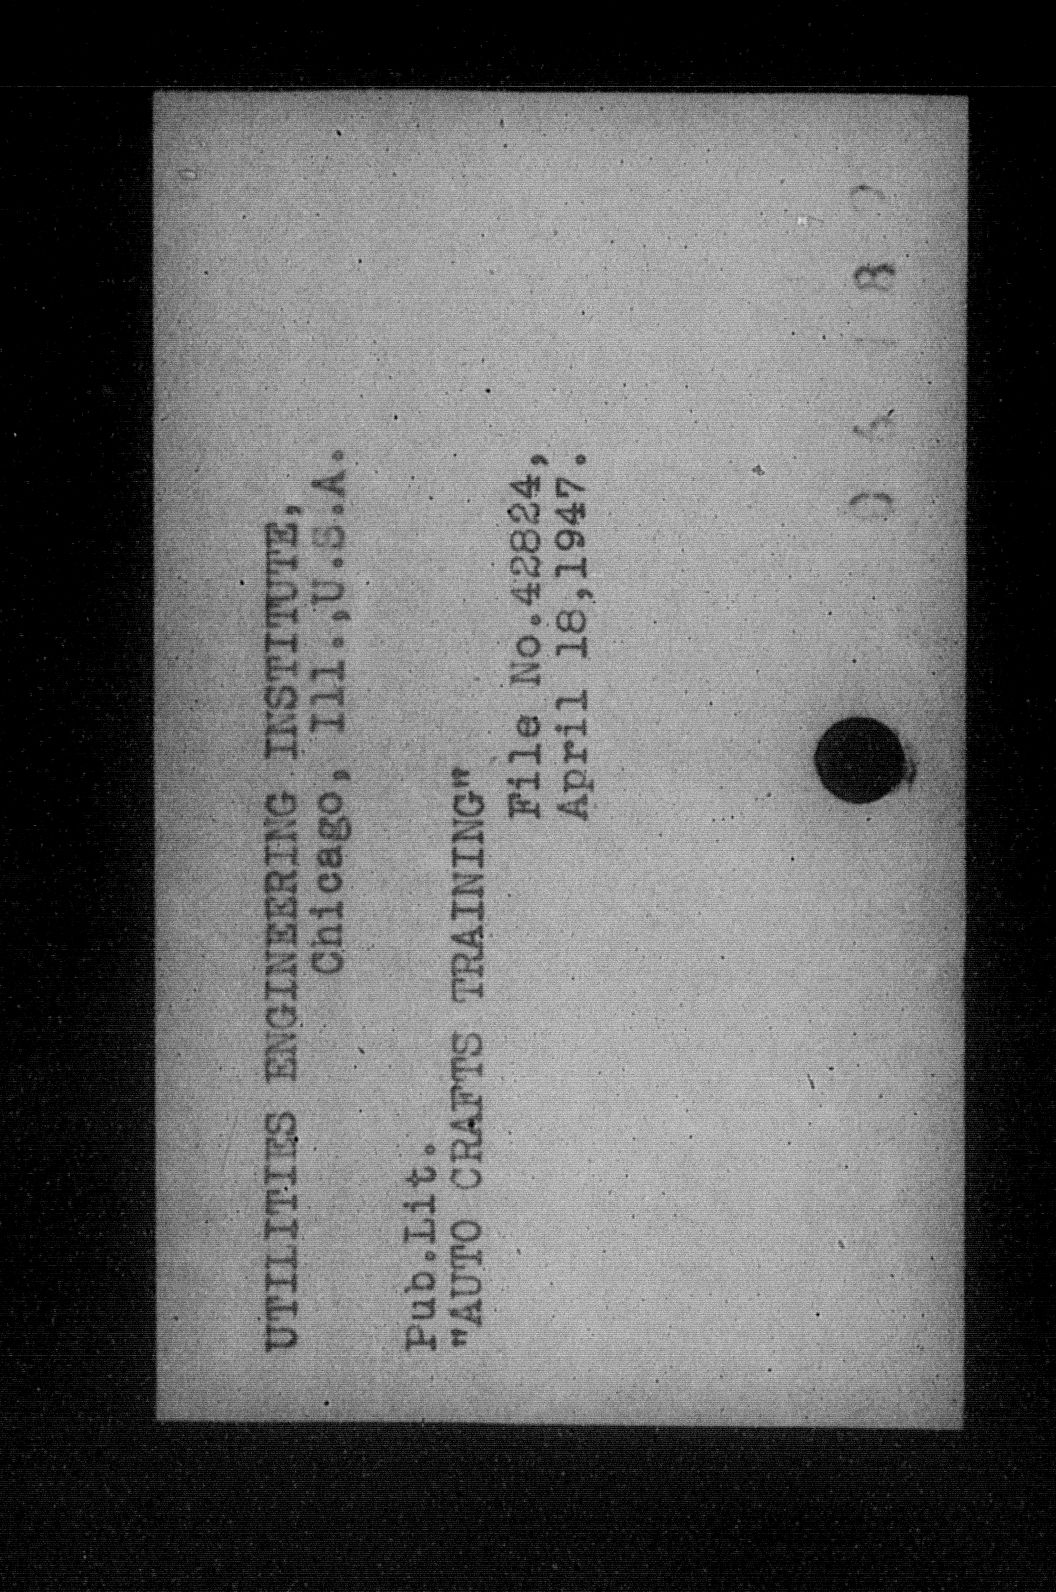 UTILITIES ENGINEERING INSTITUTE,
Chicago, Ill.,U.S.A.
Pub.Lit.
"AUTO CRAFTS TRAINING"
File No.42824,
April 18,1947.